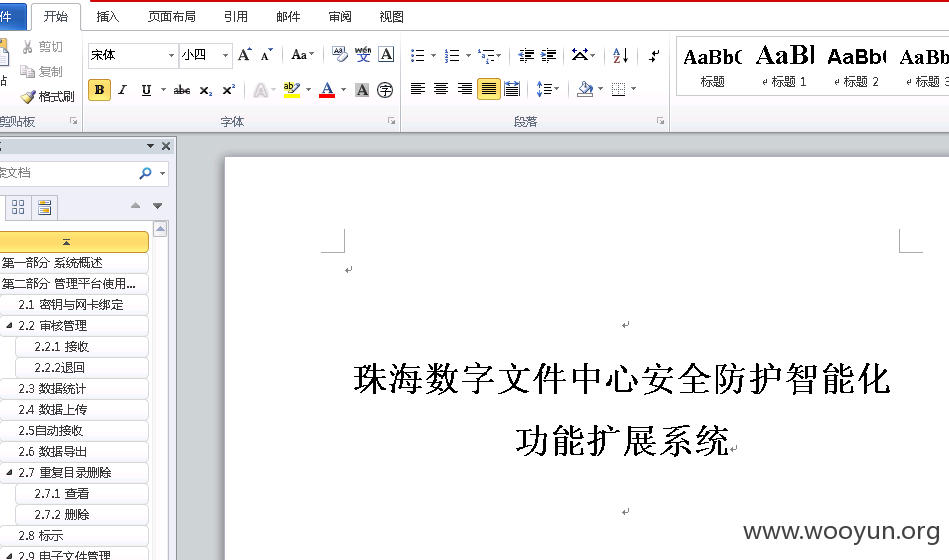 件 开始 插入 页面布局 引用 邮件 审阅 视图
剪切
复制
格式刷
贴
剪贴板
宋体 小四 Aa
B I U abc x₂ x² A ab A A 字
wén 文 A
字体
段落
AaBbC AaBl AaBb( AaBb
标题 ↵标题 1 ↵标题 2 ↵标题 3
索文档
第一部分 系统概述
第二部分 管理平台使用...
2.1 密钥与网卡绑定
2.2 审核管理
2.2.1 接收
2.2.2退回
2.3 数据统计
2.4 数据上传
2.5自动接收
2.6 数据导出
2.7 重复目录删除
2.7.1 查看
2.7.2 删除
2.8 标示
2.9 电子文件管理
珠海数字文件中心安全防护智能化
功能扩展系统
www.wooyun.org